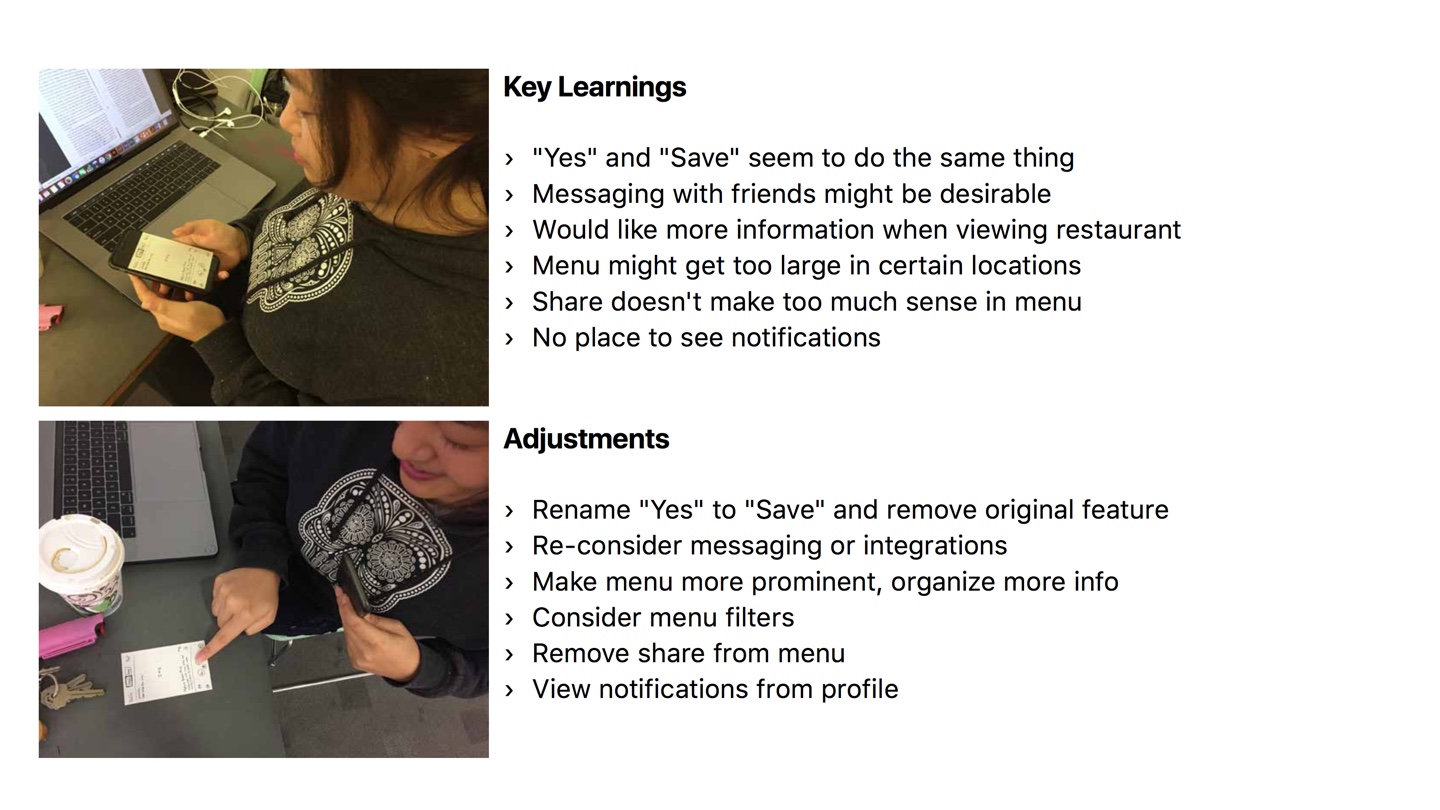 Key Learnings
› "Yes" and "Save" seem to do the same thing
› Messaging with friends might be desirable
› Would like more information when viewing restaurant
› Menu might get too large in certain locations
› Share doesn't make too much sense in menu
› No place to see notifications
Adjustments
› Rename "Yes" to "Save" and remove original feature
› Re-consider messaging or integrations
› Make menu more prominent, organize more info
› Consider menu filters
› Remove share from menu
› View notifications from profile